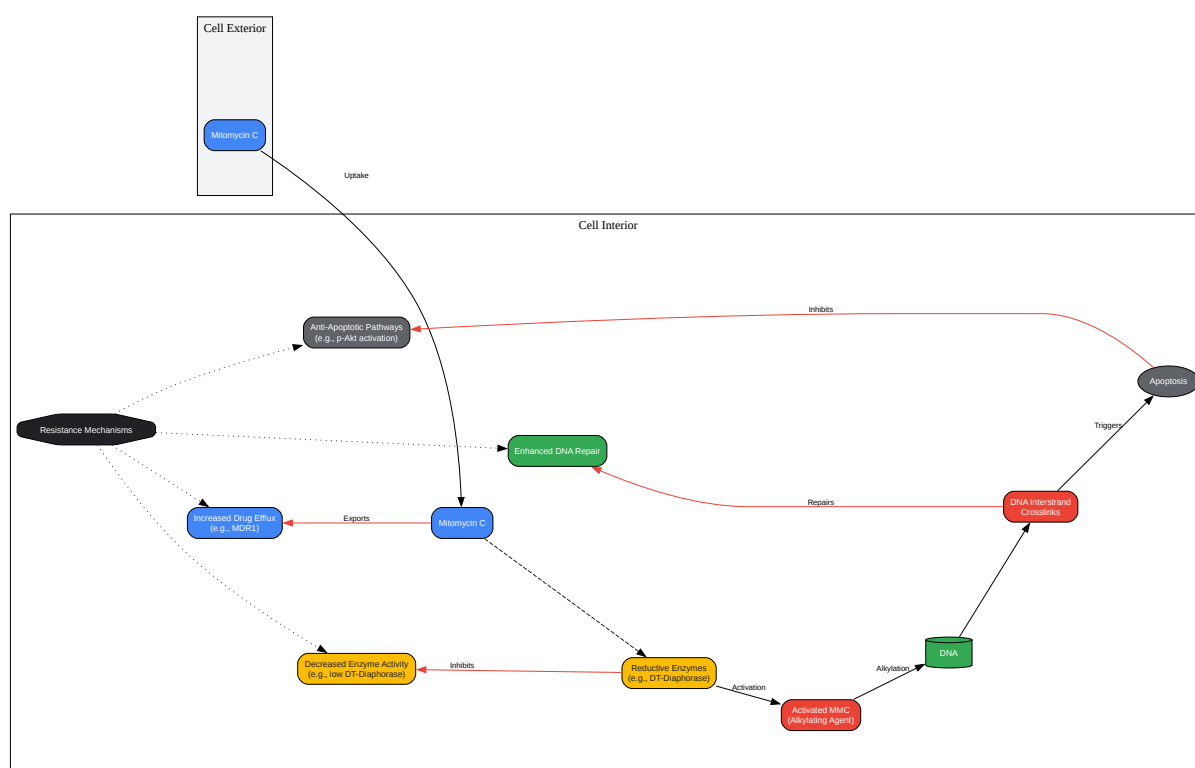 Cell Exterior
Mitomycin C
Uptake
Cell Interior
Inhibits
Anti-Apoptotic Pathways
(e.g., p-Akt activation)
Apoptosis
Triggers
Resistance Mechanisms
Enhanced DNA Repair
Repairs
DNA Interstrand
Crosslinks
Increased Drug Efflux
(e.g., MDR1)
Exports
Mitomycin C
DNA
Alkylation
Decreased Enzyme Activity
(e.g., low DT-Diaphorase)
Inhibits
Reductive Enzymes
(e.g., DT-Diaphorase)
Activation
Activated MMC
(Alkylating Agent)